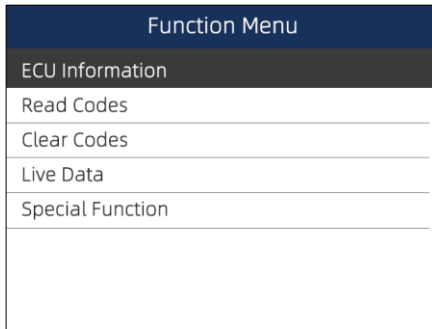 Function Menu
ECU Information
Read Codes
Clear Codes
Live Data
Special Function